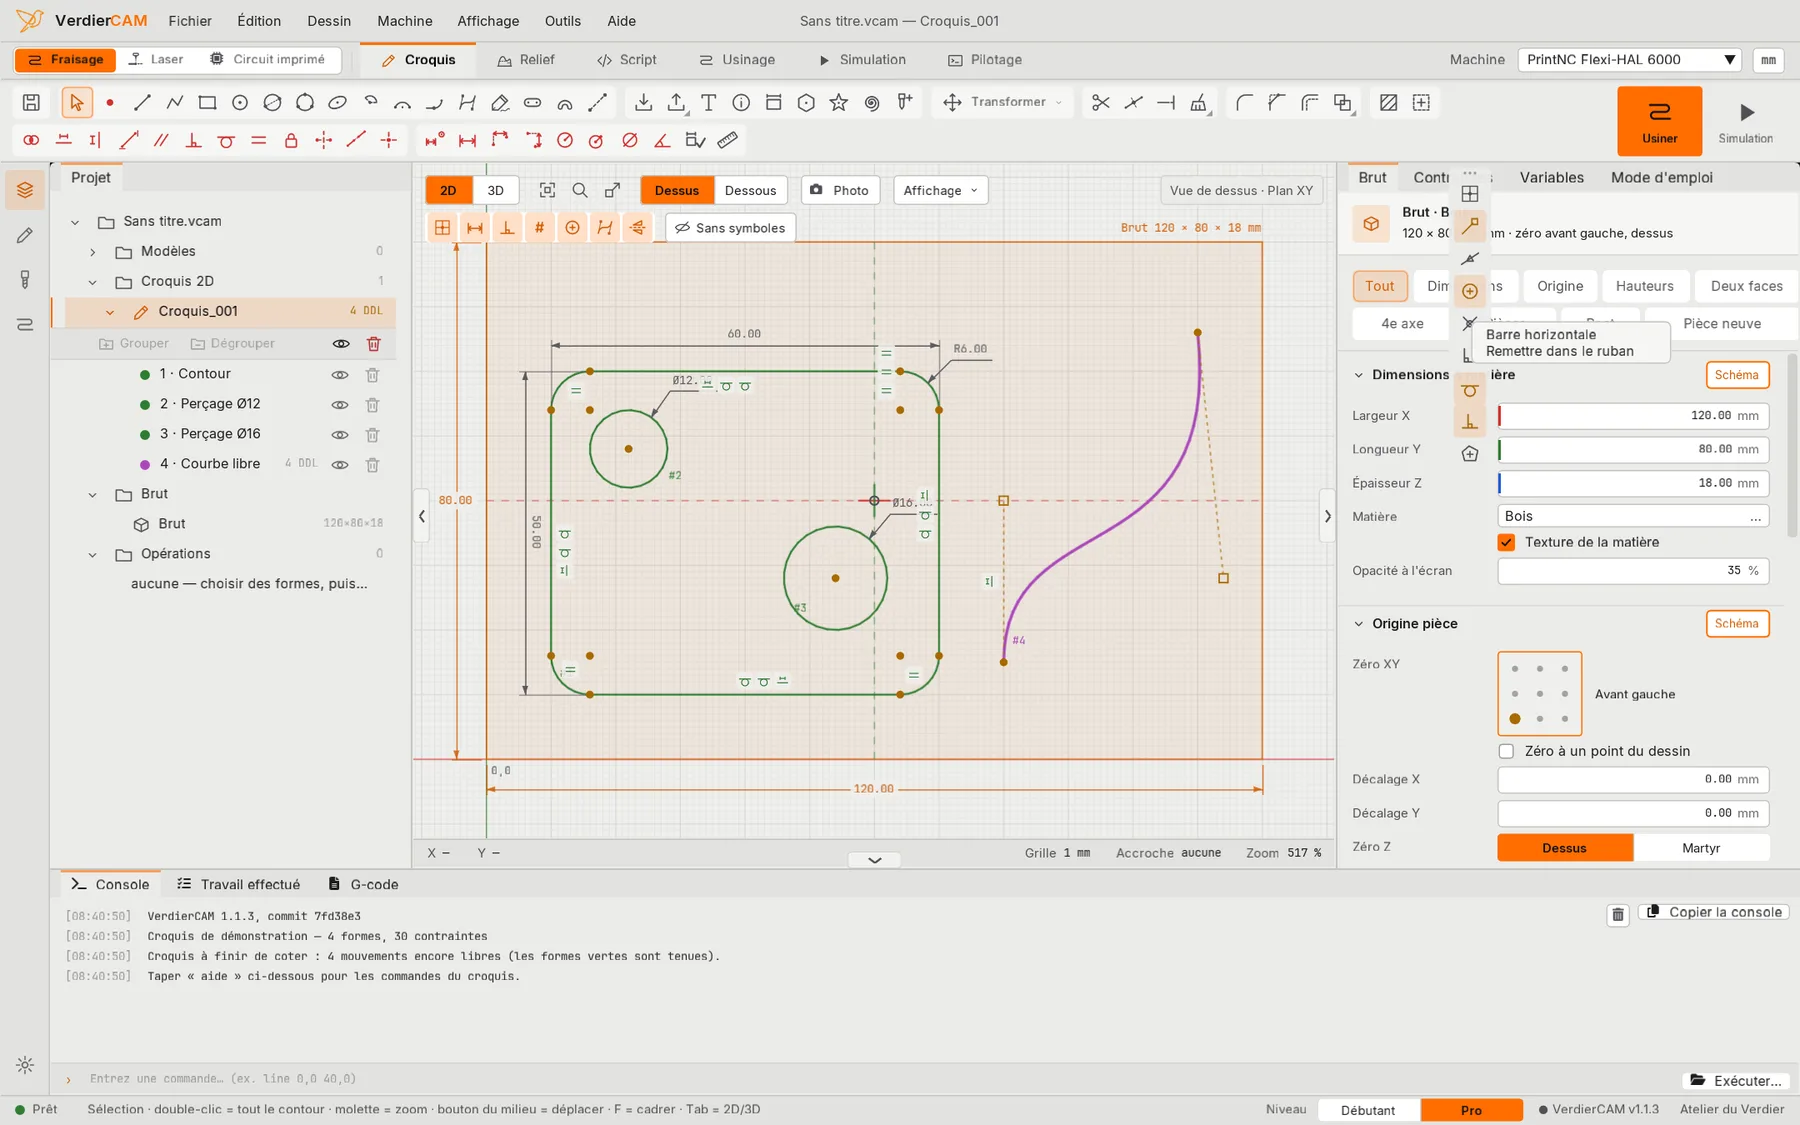 VerdierCAM Fichier Édition Dessin Machine Affichage Outils Aide Sans titre.vcam — Croquis_001
Fraisage Laser Circuit imprimé Croquis Relief Script Usinage Simulation Pilotage Machine PrintNC Flexi-HAL 6000 mm
Transformer
Usiner Simulation
Projet
Sans titre.vcam
Modèles 0
Croquis 2D 1
Croquis_001 4 DDL
Grouper Dégrouper
1 · Contour
2 · Perçage Ø12
3 · Perçage Ø16
4 · Courbe libre 4 DDL
Brut
Brut 120×80×18
Opérations 0
aucune — choisir des formes, puis...
2D 3D Dessus Dessous Photo Affichage Vue de dessus · Plan XY
# Sans symboles
Brut 120 × 80 × 18 mm
60.00
R6.00
Ø12.
#2
80.00
Ø16.
50.00
#3
#4
0,0
120.00
X — Y — Grille 1 mm Accroche aucune Zoom 517 %
Brut Cont Variables Mode d'emploi
Brut · B
120 × 80 mm · zéro avant gauche, dessus
Tout Dim ns Origine Hauteurs Deux faces
4e axe Pièce neuve
Barre horizontale
Remettre dans le ruban
Dimensions ière Schéma
Largeur X 120.00 mm
Longueur Y 80.00 mm
Épaisseur Z 18.00 mm
Matière Bois ...
Texture de la matière
Opacité à l'écran 35 %
Origine pièce Schéma
Zéro XY Avant gauche
Zéro à un point du dessin
Décalage X 0.00 mm
Décalage Y 0.00 mm
Zéro Z Dessus Martyr
Console Travail effectué G-code
[08:40:50] VerdierCAM 1.1.3, commit 7fd38e3
[08:40:50] Croquis de démonstration — 4 formes, 30 contraintes
[08:40:50] Croquis à finir de coter : 4 mouvements encore libres (les formes vertes sont tenues).
[08:40:50] Taper « aide » ci-dessous pour les commandes du croquis.
Copier la console
› Entrez une commande… (ex. line 0,0 40,0)
Exécuter...
Prêt Sélection · double-clic = tout le contour · molette = zoom · bouton du milieu = déplacer · F = cadrer · Tab = 2D/3D Niveau Débutant Pro VerdierCAM v1.1.3 Atelier du Verdier